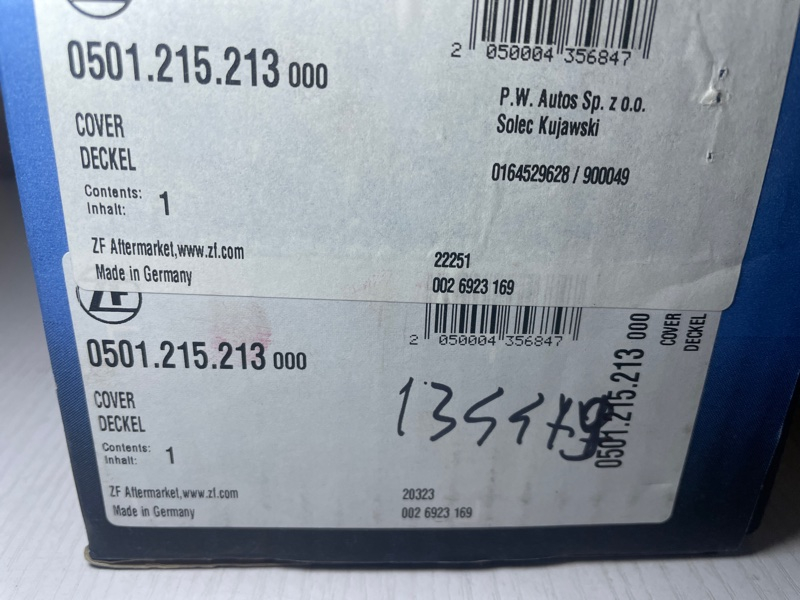 ZF
0501.215.213 000
COVER
DECKEL
Contents:
Inhalt: 1
ZF Aftermarket,www.zf.com
Made in Germany
2 050004 356847
P.W. Autos Sp. z o.o.
Solec Kujawski
0164529628 / 900049
22251
002 6923 169
ZF
0501.215.213 000
COVER
DECKEL
Contents:
Inhalt: 1
ZF Aftermarket,www.zf.com
Made in Germany
2 050004 356847
20323
002 6923 169
0501.215.213 000
COVER
DECKEL